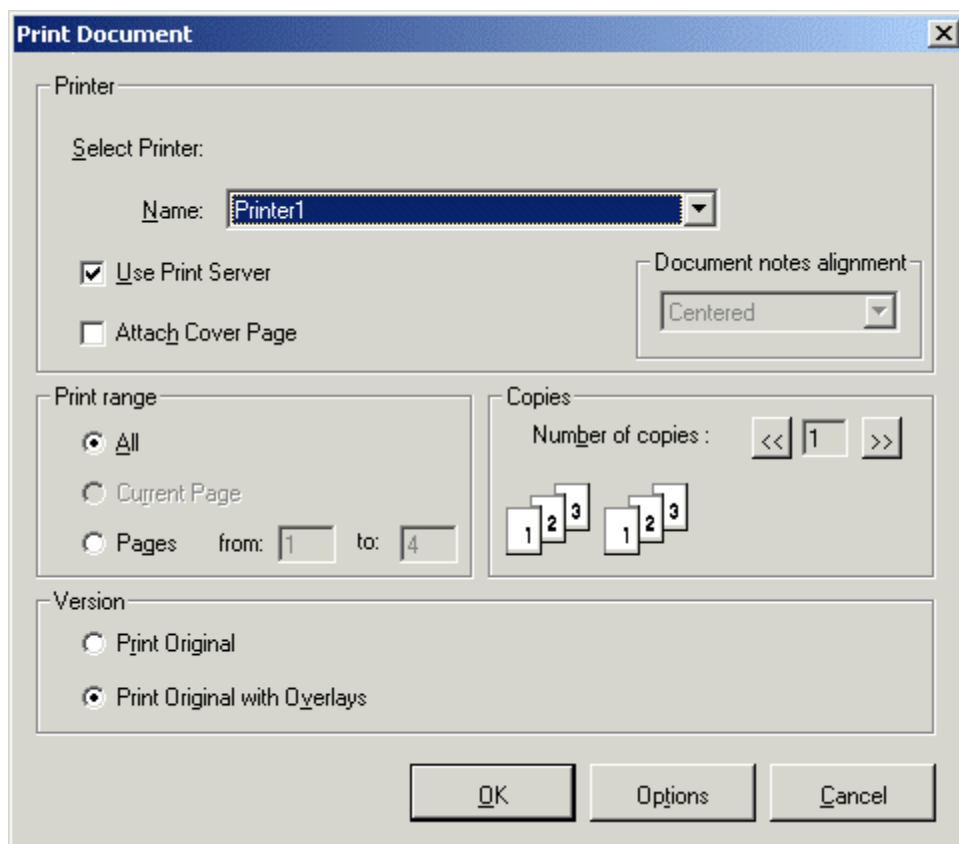 Print Document
Printer
Select Printer:
Name: Printer1
Use Print Server
Attach Cover Page
Document notes alignment
Centered
Print range
All
Current Page
Pages from: 1 to: 4
Copies
Number of copies : << 1 >>
1 2 3 1 2 3
Version
Print Original
Print Original with Overlays
OK Options Cancel